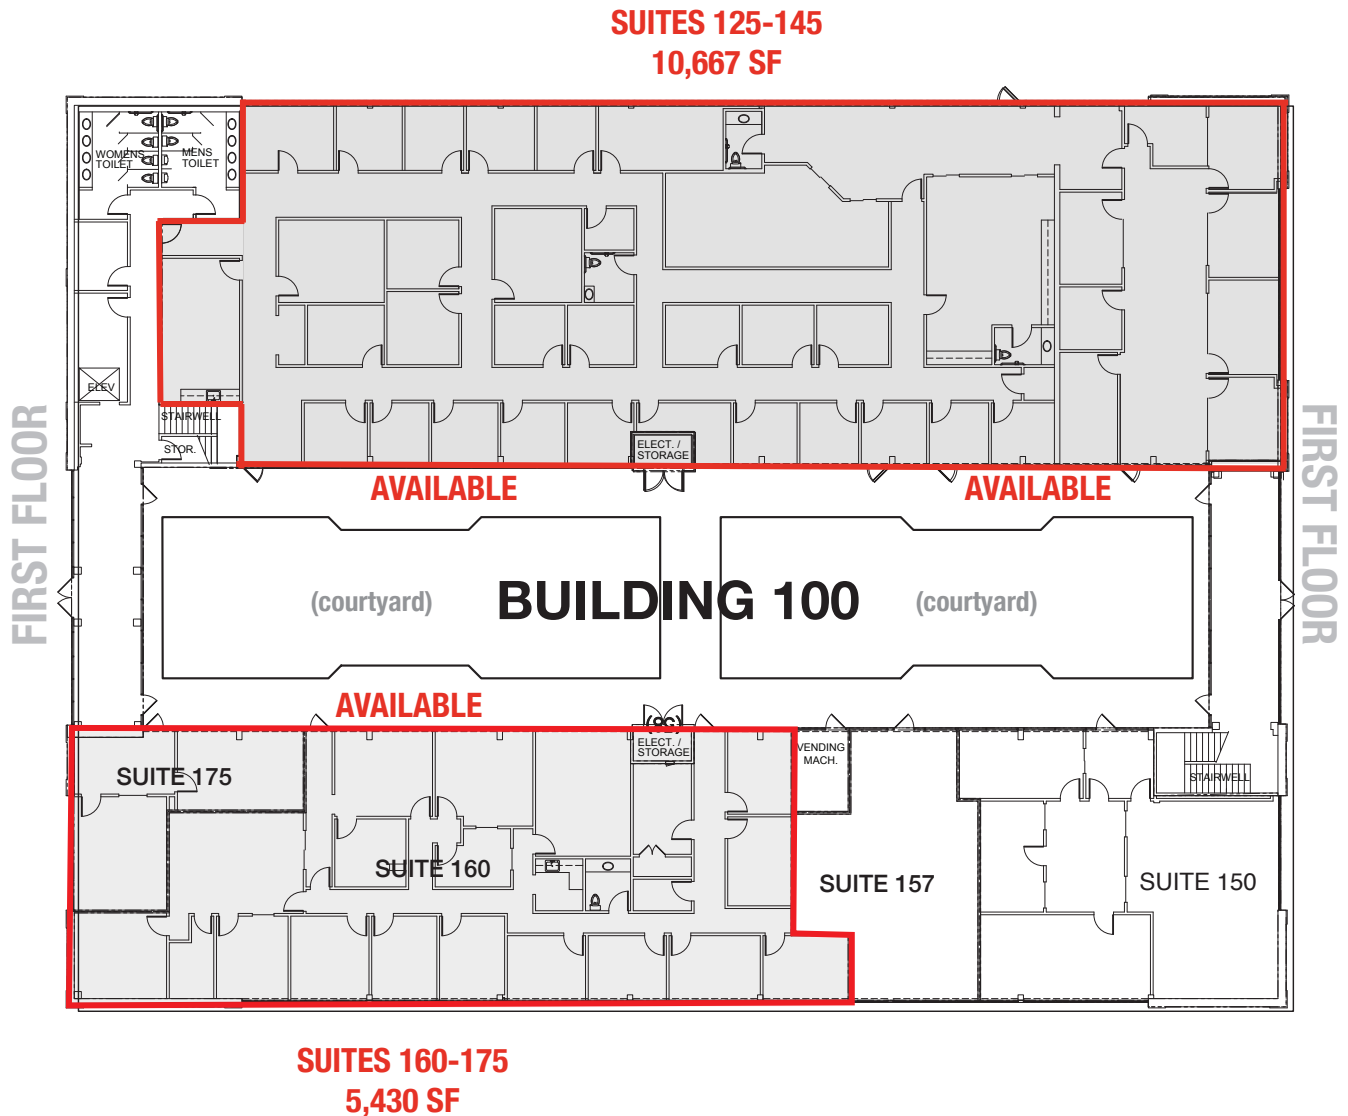 SUITES 125-145
10,667 SF
WOMENS
TOILET
MENS
TOILET
ELEV
STAIRWELL
STOR.
ELECT. /
STORAGE
FIRST FLOOR
FIRST FLOOR
AVAILABLE
AVAILABLE
(courtyard)
BUILDING 100
(courtyard)
AVAILABLE
ELECT. /
STORAGE
VENDING
MACH.
STAIRWELL
SUITE 175
SUITE 160
SUITE 157
SUITE 150
SUITES 160-175
5,430 SF